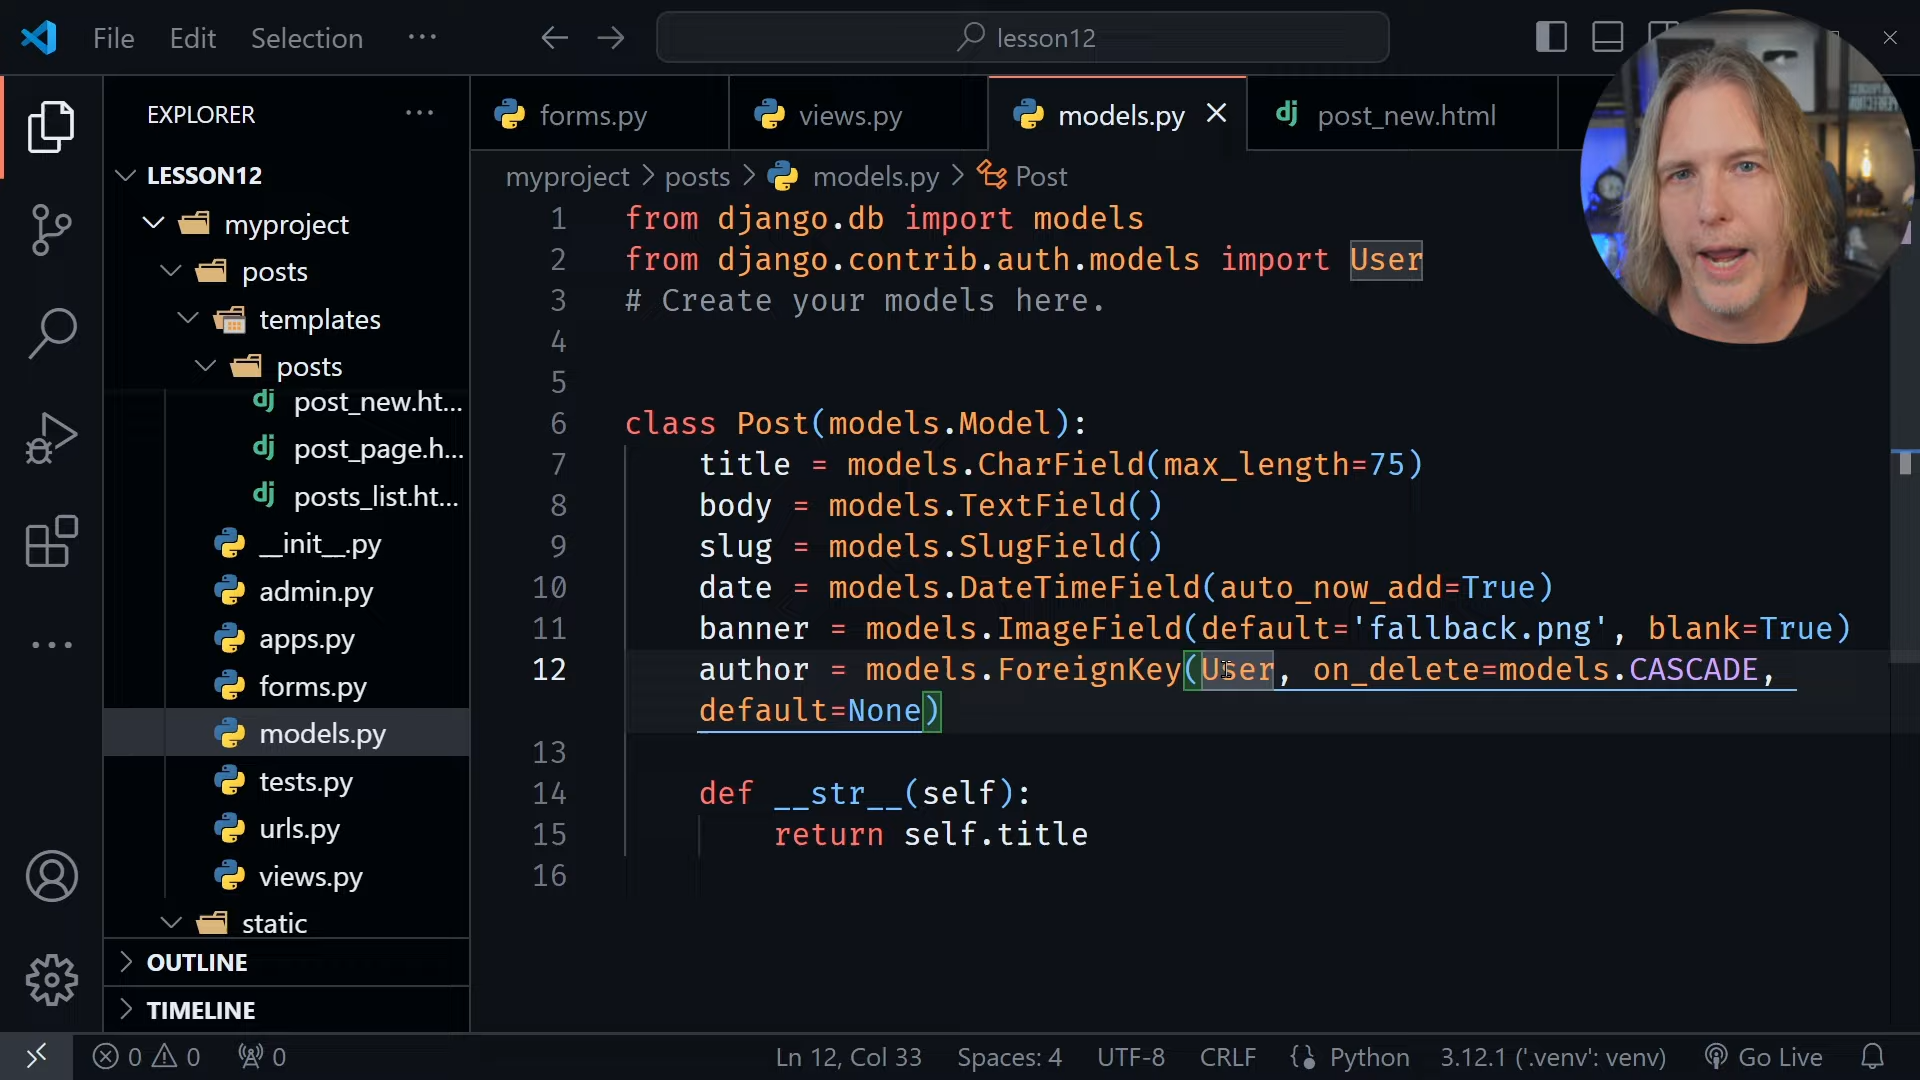 File Edit Selection ···
lesson12
EXPLORER ···
LESSON12
myproject
posts
templates
posts
post_new.ht...
post_page.h...
posts_list.ht...
__init__.py
admin.py
apps.py
forms.py
models.py
tests.py
urls.py
views.py
static
OUTLINE
TIMELINE
forms.py
views.py
models.py
post_new.html
myproject > posts > models.py > Post
1 from django.db import models
2 from django.contrib.auth.models import User
3 # Create your models here.
4
5
6 class Post(models.Model):
7 title = models.CharField(max_length=75)
8 body = models.TextField()
9 slug = models.SlugField()
10 date = models.DateTimeField(auto_now_add=True)
11 banner = models.ImageField(default='fallback.png', blank=True)
12 author = models.ForeignKey(User, on_delete=models.CASCADE,
default=None)
13
14 def __str__(self):
15 return self.title
16
0 0 0
Ln 12, Col 33 Spaces: 4 UTF-8 CRLF Python 3.12.1 ('.venv': venv) Go Live